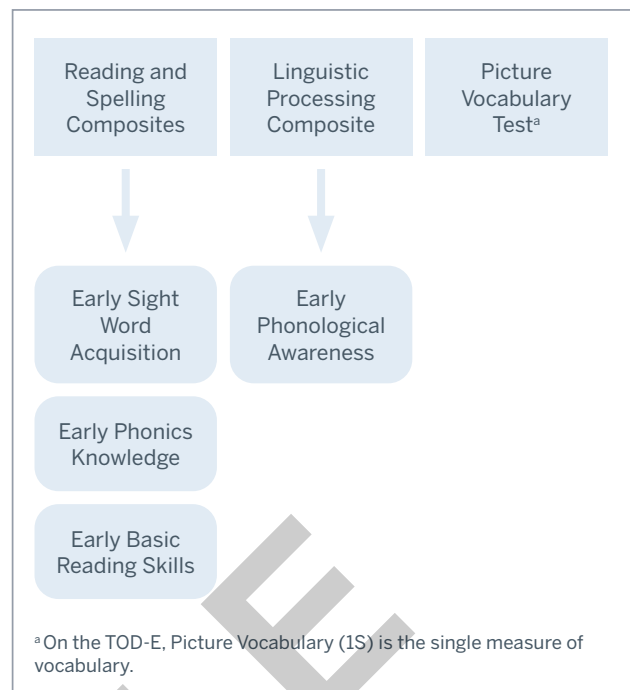 Reading and
Spelling
Composites
Linguistic
Processing
Composite
Picture
Vocabulary
Testᵃ
Early Sight
Word
Acquisition
Early
Phonological
Awareness
Early Phonics
Knowledge
Early Basic
Reading Skills
ᵃ On the TOD-E, Picture Vocabulary (1S) is the single measure of
vocabulary.